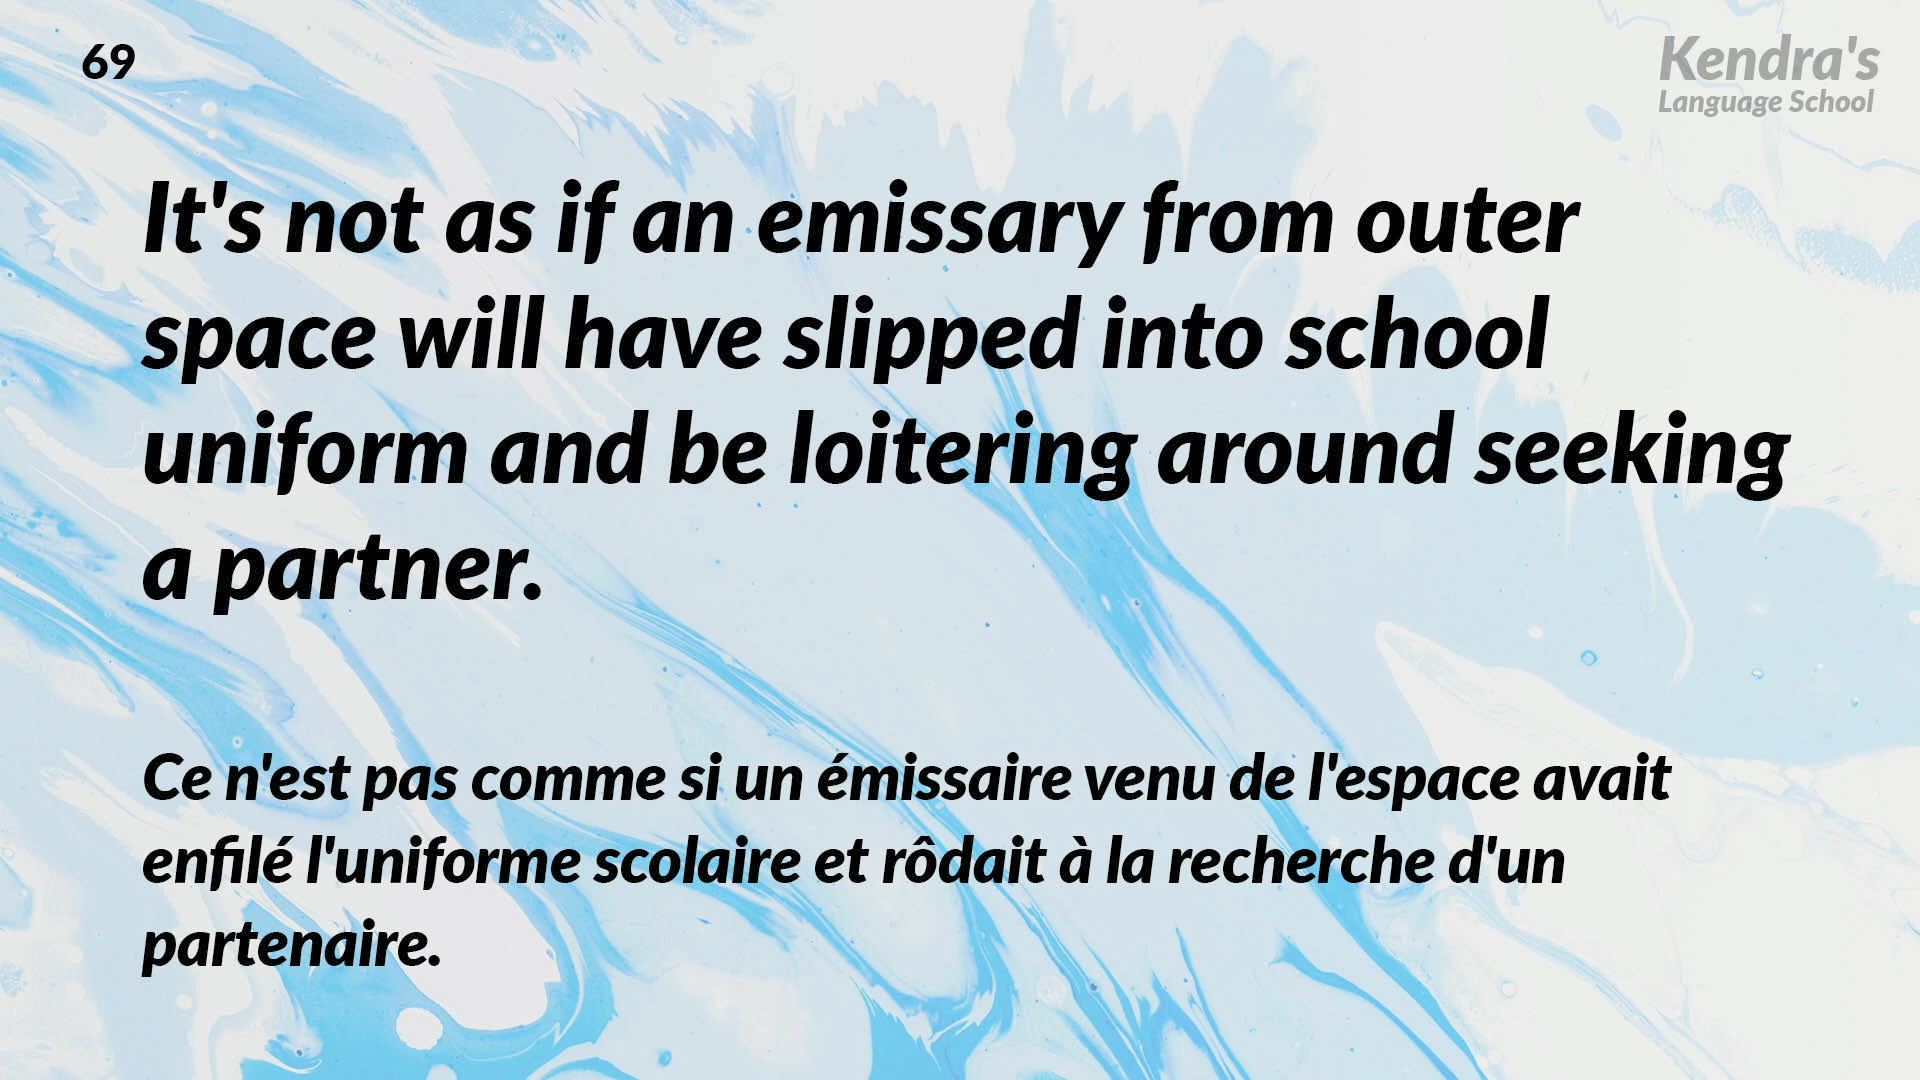 69
Kendra's
Language School
It's not as if an emissary from outer
space will have slipped into school
uniform and be loitering around seeking
a partner.
Ce n'est pas comme si un émissaire venu de l'espace avait
enfilé l'uniforme scolaire et rôdait à la recherche d'un
partenaire.